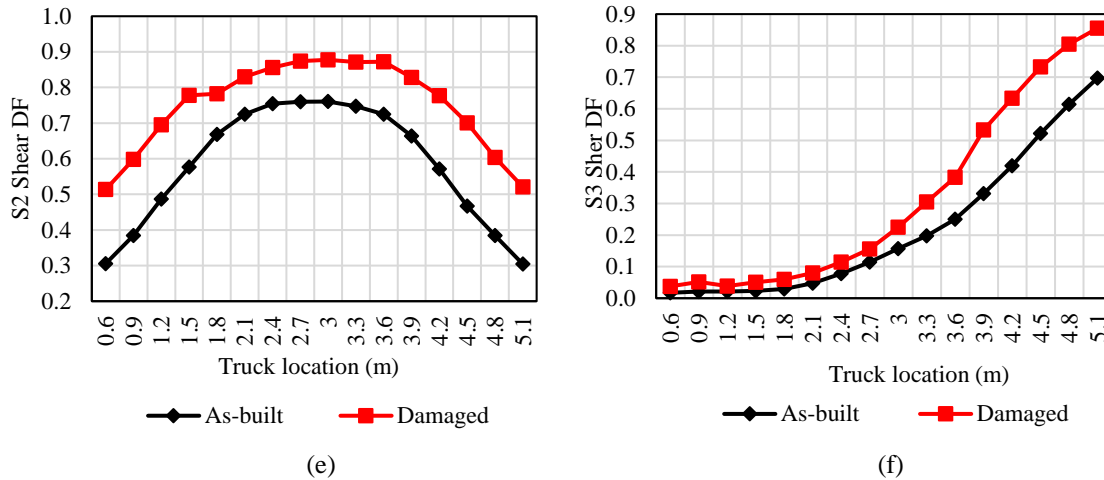 S2 Shear DF
1.0
0.9
0.8
0.7
0.6
0.5
0.4
0.3
0.2
0.6 0.9 1.2 1.5 1.8 2.1 2.4 2.7 3 3.3 3.6 3.9 4.2 4.5 4.8 5.1
Truck location (m)
As-built Damaged
(e)
S3 Sher DF
0.9
0.8
0.7
0.6
0.5
0.4
0.3
0.2
0.1
0.0
0.6 0.9 1.2 1.5 1.8 2.1 2.4 2.7 3 3.3 3.6 3.9 4.2 4.5 4.8 5.1
Truck location (m)
As-built Damaged
(f)